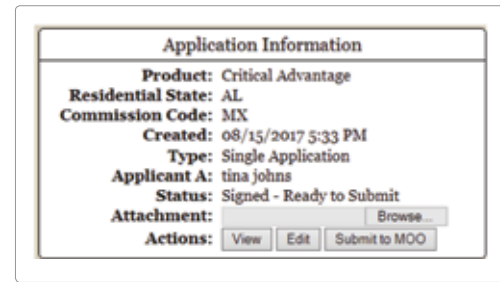 Application Information
Product: Critical Advantage
Residential State: AL
Commission Code: MX
Created: 08/15/2017 5:33 PM
Type: Single Application
Applicant A: tina johns
Status: Signed - Ready to Submit
Attachment: Browse...
Actions: View Edit Submit to MOO